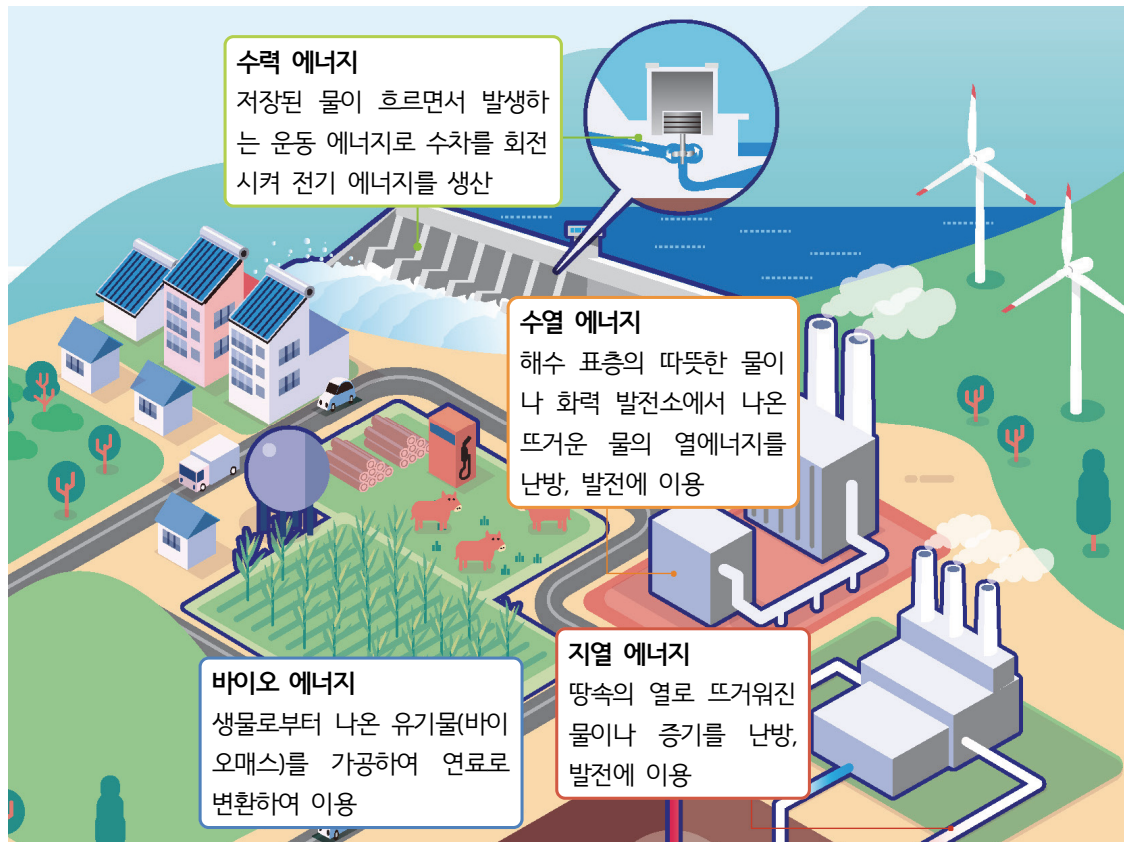 수력 에너지
저장된 물이 흐르면서 발생하
는 운동 에너지로 수차를 회전
시켜 전기 에너지를 생산
수열 에너지
해수 표층의 따뜻한 물이
나 화력 발전소에서 나온
뜨거운 물의 열에너지를
난방, 발전에 이용
바이오 에너지
생물로부터 나온 유기물(바이
오매스)를 가공하여 연료로
변환하여 이용
지열 에너지
땅속의 열로 뜨거워진
물이나 증기를 난방,
발전에 이용